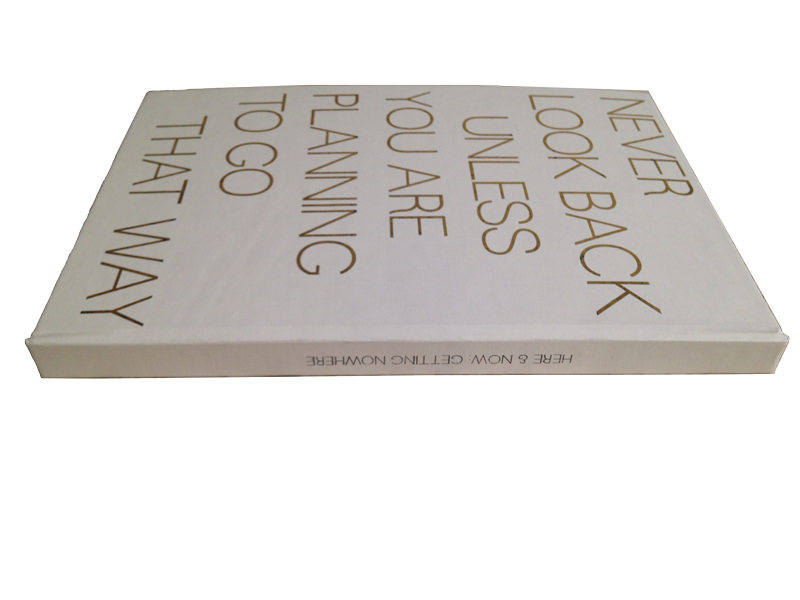 NEVER
LOOK BACK
UNLESS
YOU ARE
PLANNING
TO GO
THAT WAY
HERE & NOW: GETTING NOWHERE